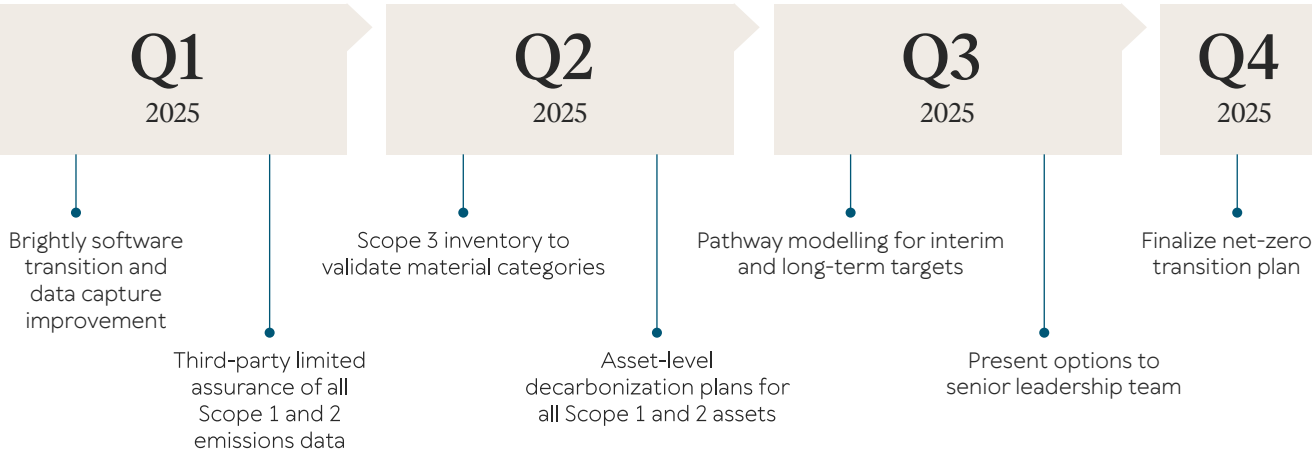 Q1
2025
Q2
2025
Q3
2025
Q4
2025
Brightly software
transition and
data capture
improvement
Third-party limited
assurance of all
Scope 1 and 2
emissions data
Scope 3 inventory to
validate material categories
Asset-level
decarbonization plans for
all Scope 1 and 2 assets
Pathway modelling for interim
and long-term targets
Present options to
senior leadership team
Finalize net-zero
transition plan